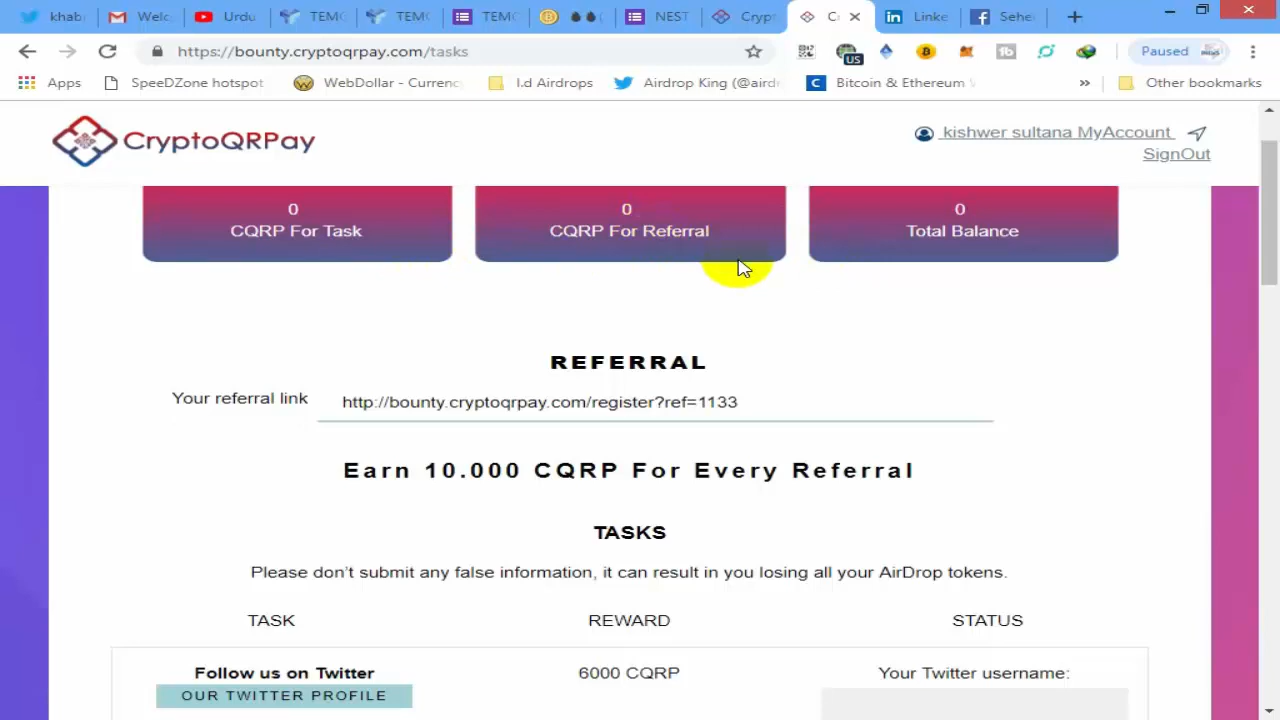 khab
Welc
Urdu
TEMC
TEMC
TEMC
NEST
Crypt
C
Linke
Sehe
https://bounty.cryptoqrpay.com/tasks
US
Paused
Apps
SpeeDZone hotspot
WebDollar - Currenc
I.d Airdrops
Airdrop King (@aird
C
Bitcoin & Ethereum
»
Other bookmarks
CryptoQRPay
kishwer sultana MyAccount
SignOut
0
CQRP For Task
0
CQRP For Referral
0
Total Balance
REFERRAL
Your referral link
http://bounty.cryptoqrpay.com/register?ref=1133
Earn 10.000 CQRP For Every Referral
TASKS
Please don't submit any false information, it can result in you losing all your AirDrop tokens.
TASK
REWARD
STATUS
Follow us on Twitter
6000 CQRP
Your Twitter username:
OUR TWITTER PROFILE